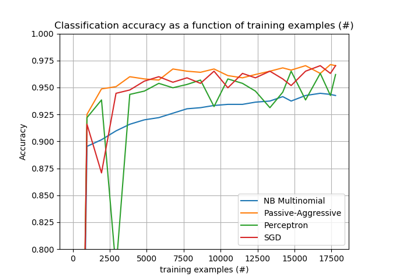 Classification accuracy as a function of training examples (#)
1.000
0.975
0.950
0.925
0.900
0.875
0.850
0.825
0.800
Accuracy
NB Multinomial
Passive-Aggressive
Perceptron
SGD
0 2500 5000 7500 10000 12500 15000 17500
training examples (#)